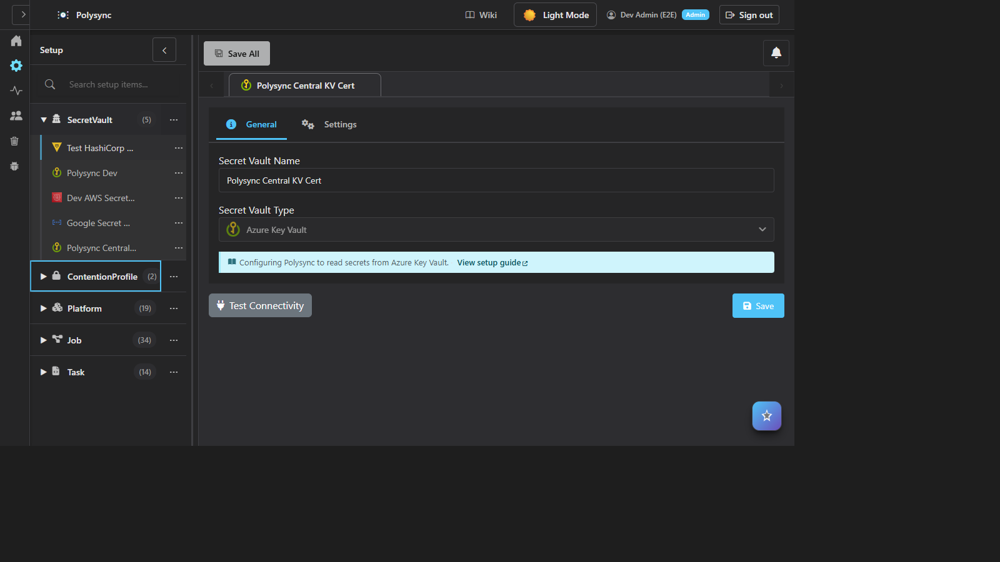 Polysync
Wiki
Light Mode
Dev Admin (E2E)
Admin
Sign out
Setup
Search setup items...
SecretVault (5)
Test HashiCorp ...
Polysync Dev
Dev AWS Secret...
Google Secret ...
Polysync Central...
ContentionProfile (2)
Platform (19)
Job (34)
Task (14)
Save All
Polysync Central KV Cert
General
Settings
Secret Vault Name
Polysync Central KV Cert
Secret Vault Type
Azure Key Vault
Configuring Polysync to read secrets from Azure Key Vault. View setup guide
Test Connectivity
Save